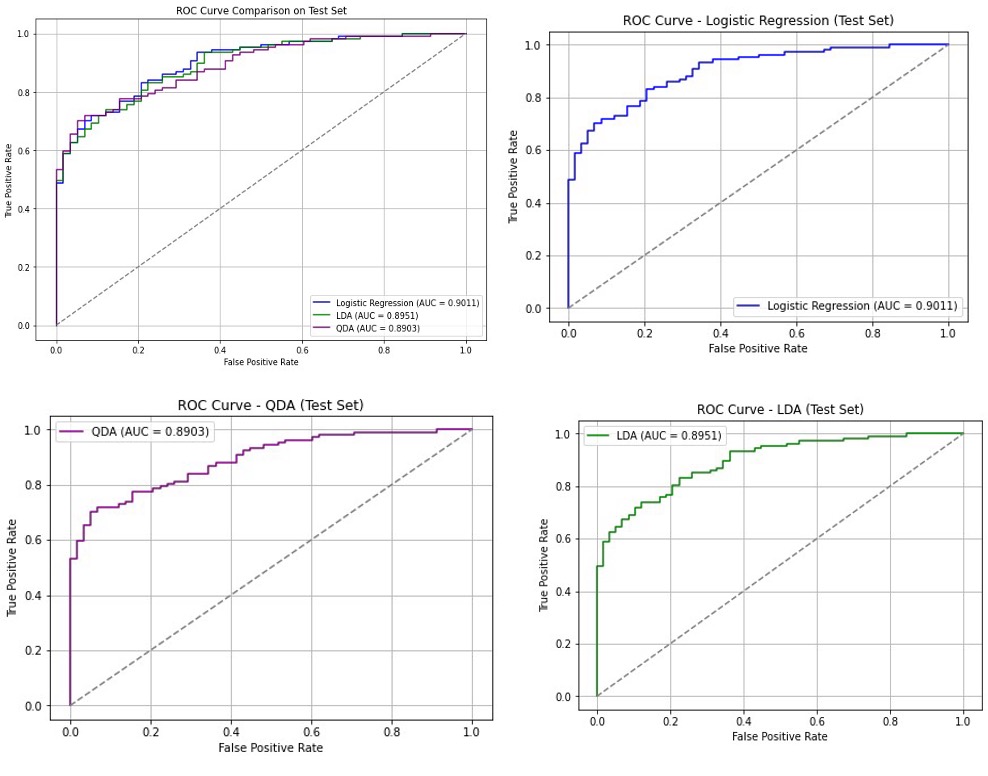 ROC Curve Comparison on Test Set
True Positive Rate
1.0
0.8
0.6
0.4
0.2
0.0
Logistic Regression (AUC = 0.9011)
LDA (AUC = 0.8951)
QDA (AUC = 0.8903)
0.0 0.2 0.4 0.6 0.8 1.0
False Positive Rate
ROC Curve - Logistic Regression (Test Set)
True Positive Rate
1.0
0.8
0.6
0.4
0.2
0.0
Logistic Regression (AUC = 0.9011)
0.0 0.2 0.4 0.6 0.8 1.0
False Positive Rate
ROC Curve - QDA (Test Set)
QDA (AUC = 0.8903)
True Positive Rate
1.0
0.8
0.6
0.4
0.2
0.0
0.0 0.2 0.4 0.6 0.8 1.0
False Positive Rate
ROC Curve - LDA (Test Set)
LDA (AUC = 0.8951)
True Positive Rate
1.0
0.8
0.6
0.4
0.2
0.0
0.0 0.2 0.4 0.6 0.8 1.0
False Positive Rate